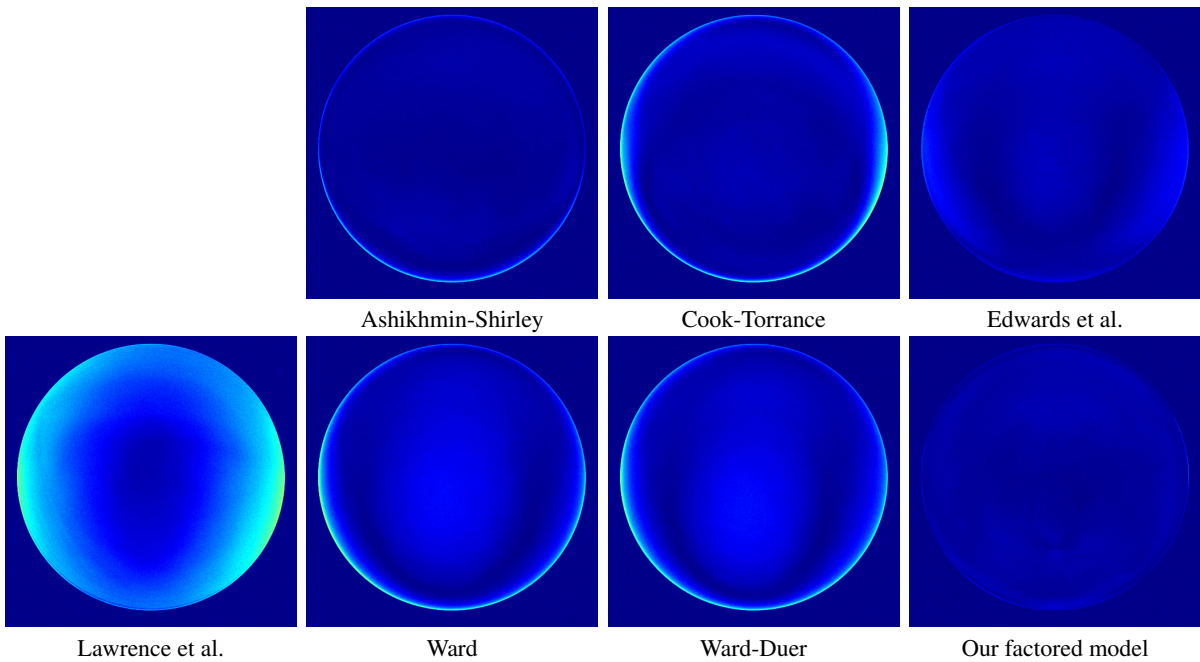 Ashikhmin-Shirley
Cook-Torrance
Edwards et al.
Lawrence et al.
Ward
Ward-Duer
Our factored model